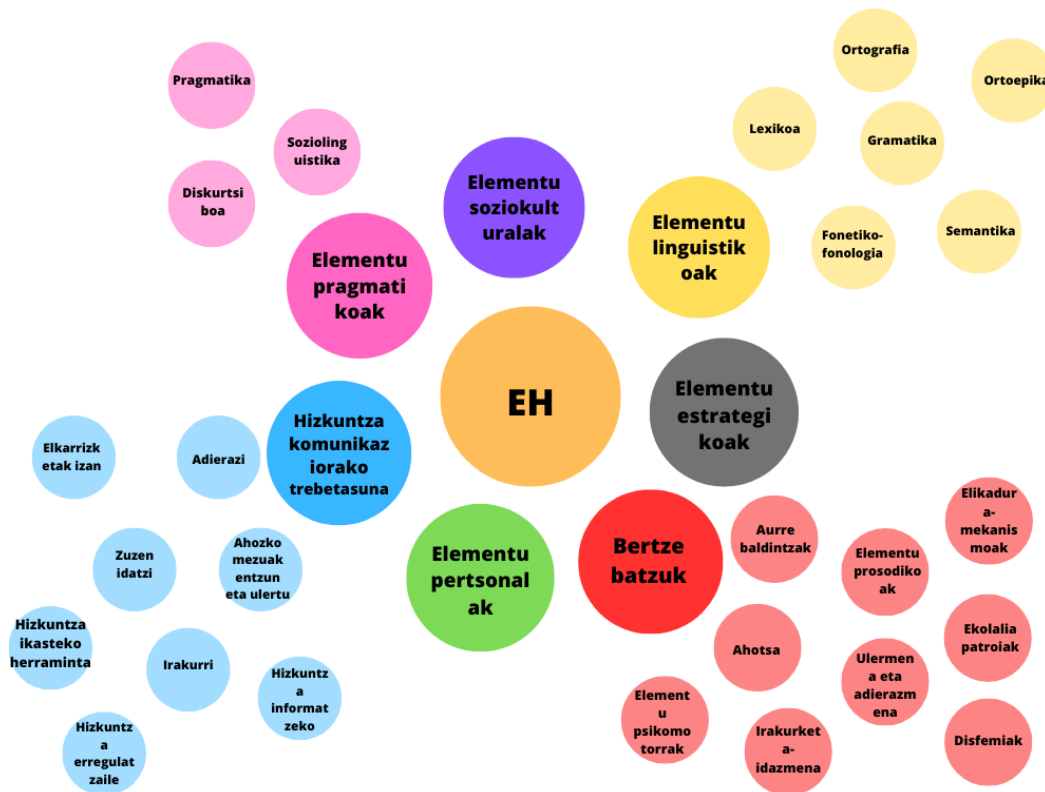 Pragmatika
Sozioling
uistika
Diskurtsi
boa
Elementu
pragmati
koak
Elementu
soziokult
uralak
Elementu
linguistik
oak
Ortografia
Ortoepika
Lexikoa
Gramatika
Fonetiko-
fonologia
Semantika
EH
Elementu
estrategi
koak
Hizkuntza
komunikaz
iorako
trebetasuna
Elkarrizk
etak izan
Adierazi
Zuzen
idatzi
Ahozko
mezuak
entzun
eta ulertu
Hizkuntza
ikasteko
herraminta
Irakurri
Hizkuntz
a
informat
zeko
Hizkuntz
a
erregulat
zaile
Elementu
pertsonal
ak
Bertze
batzuk
Aurre
baldintzak
Elikadur
a-
mekanis
moak
Elementu
prosodiko
ak
Ahotsa
Ekolalia
patroiak
Ulermen
a eta
adierazm
ena
Element
u
psikomo
torrak
Irakurket
a-
idazmena
Disfemiak